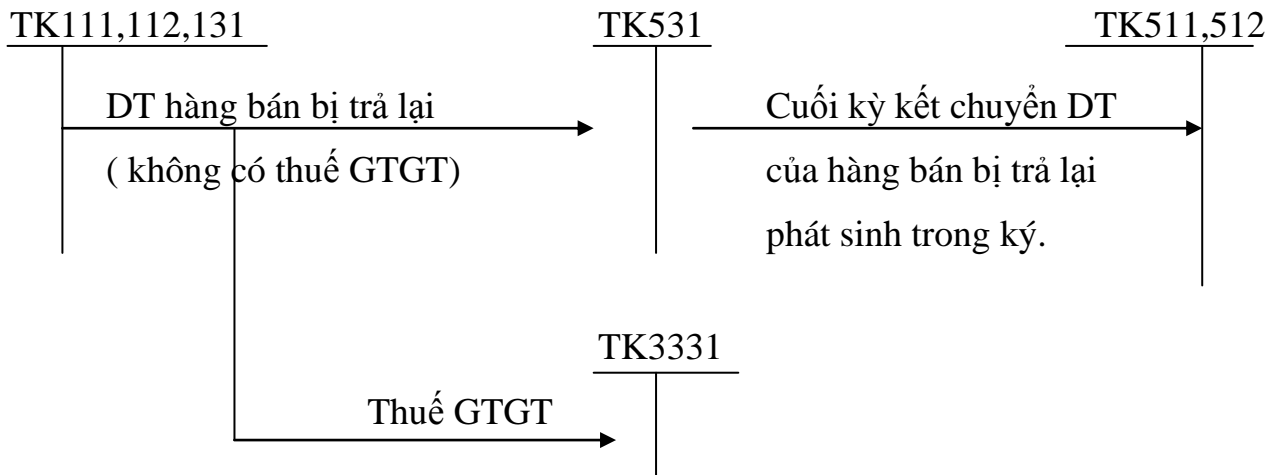 TK111,112,131
TK531
TK511,512
DT hàng bán bị trả lại
( không có thuế GTGT)
Cuối kỳ kết chuyển DT
của hàng bán bị trả lại
phát sinh trong ký.
TK3331
Thuế GTGT